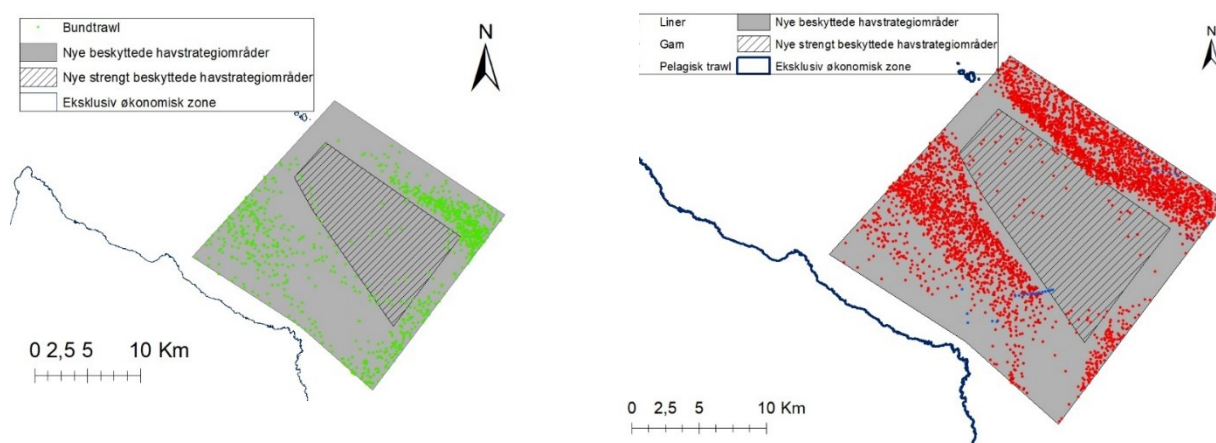 Bundtrawl
Nye beskyttede havstrategiområder
Nye strengt beskyttede havstrategiområder
Eksklusiv økonomisk zone
N
0 2,5 5 10 Km
Liner
Nye beskyttede havstrategiområder
Garn
Nye strengt beskyttede havstrategiområder
Pelagisk trawl
Eksklusiv økonomisk zone
N
0 2,5 5 10 Km